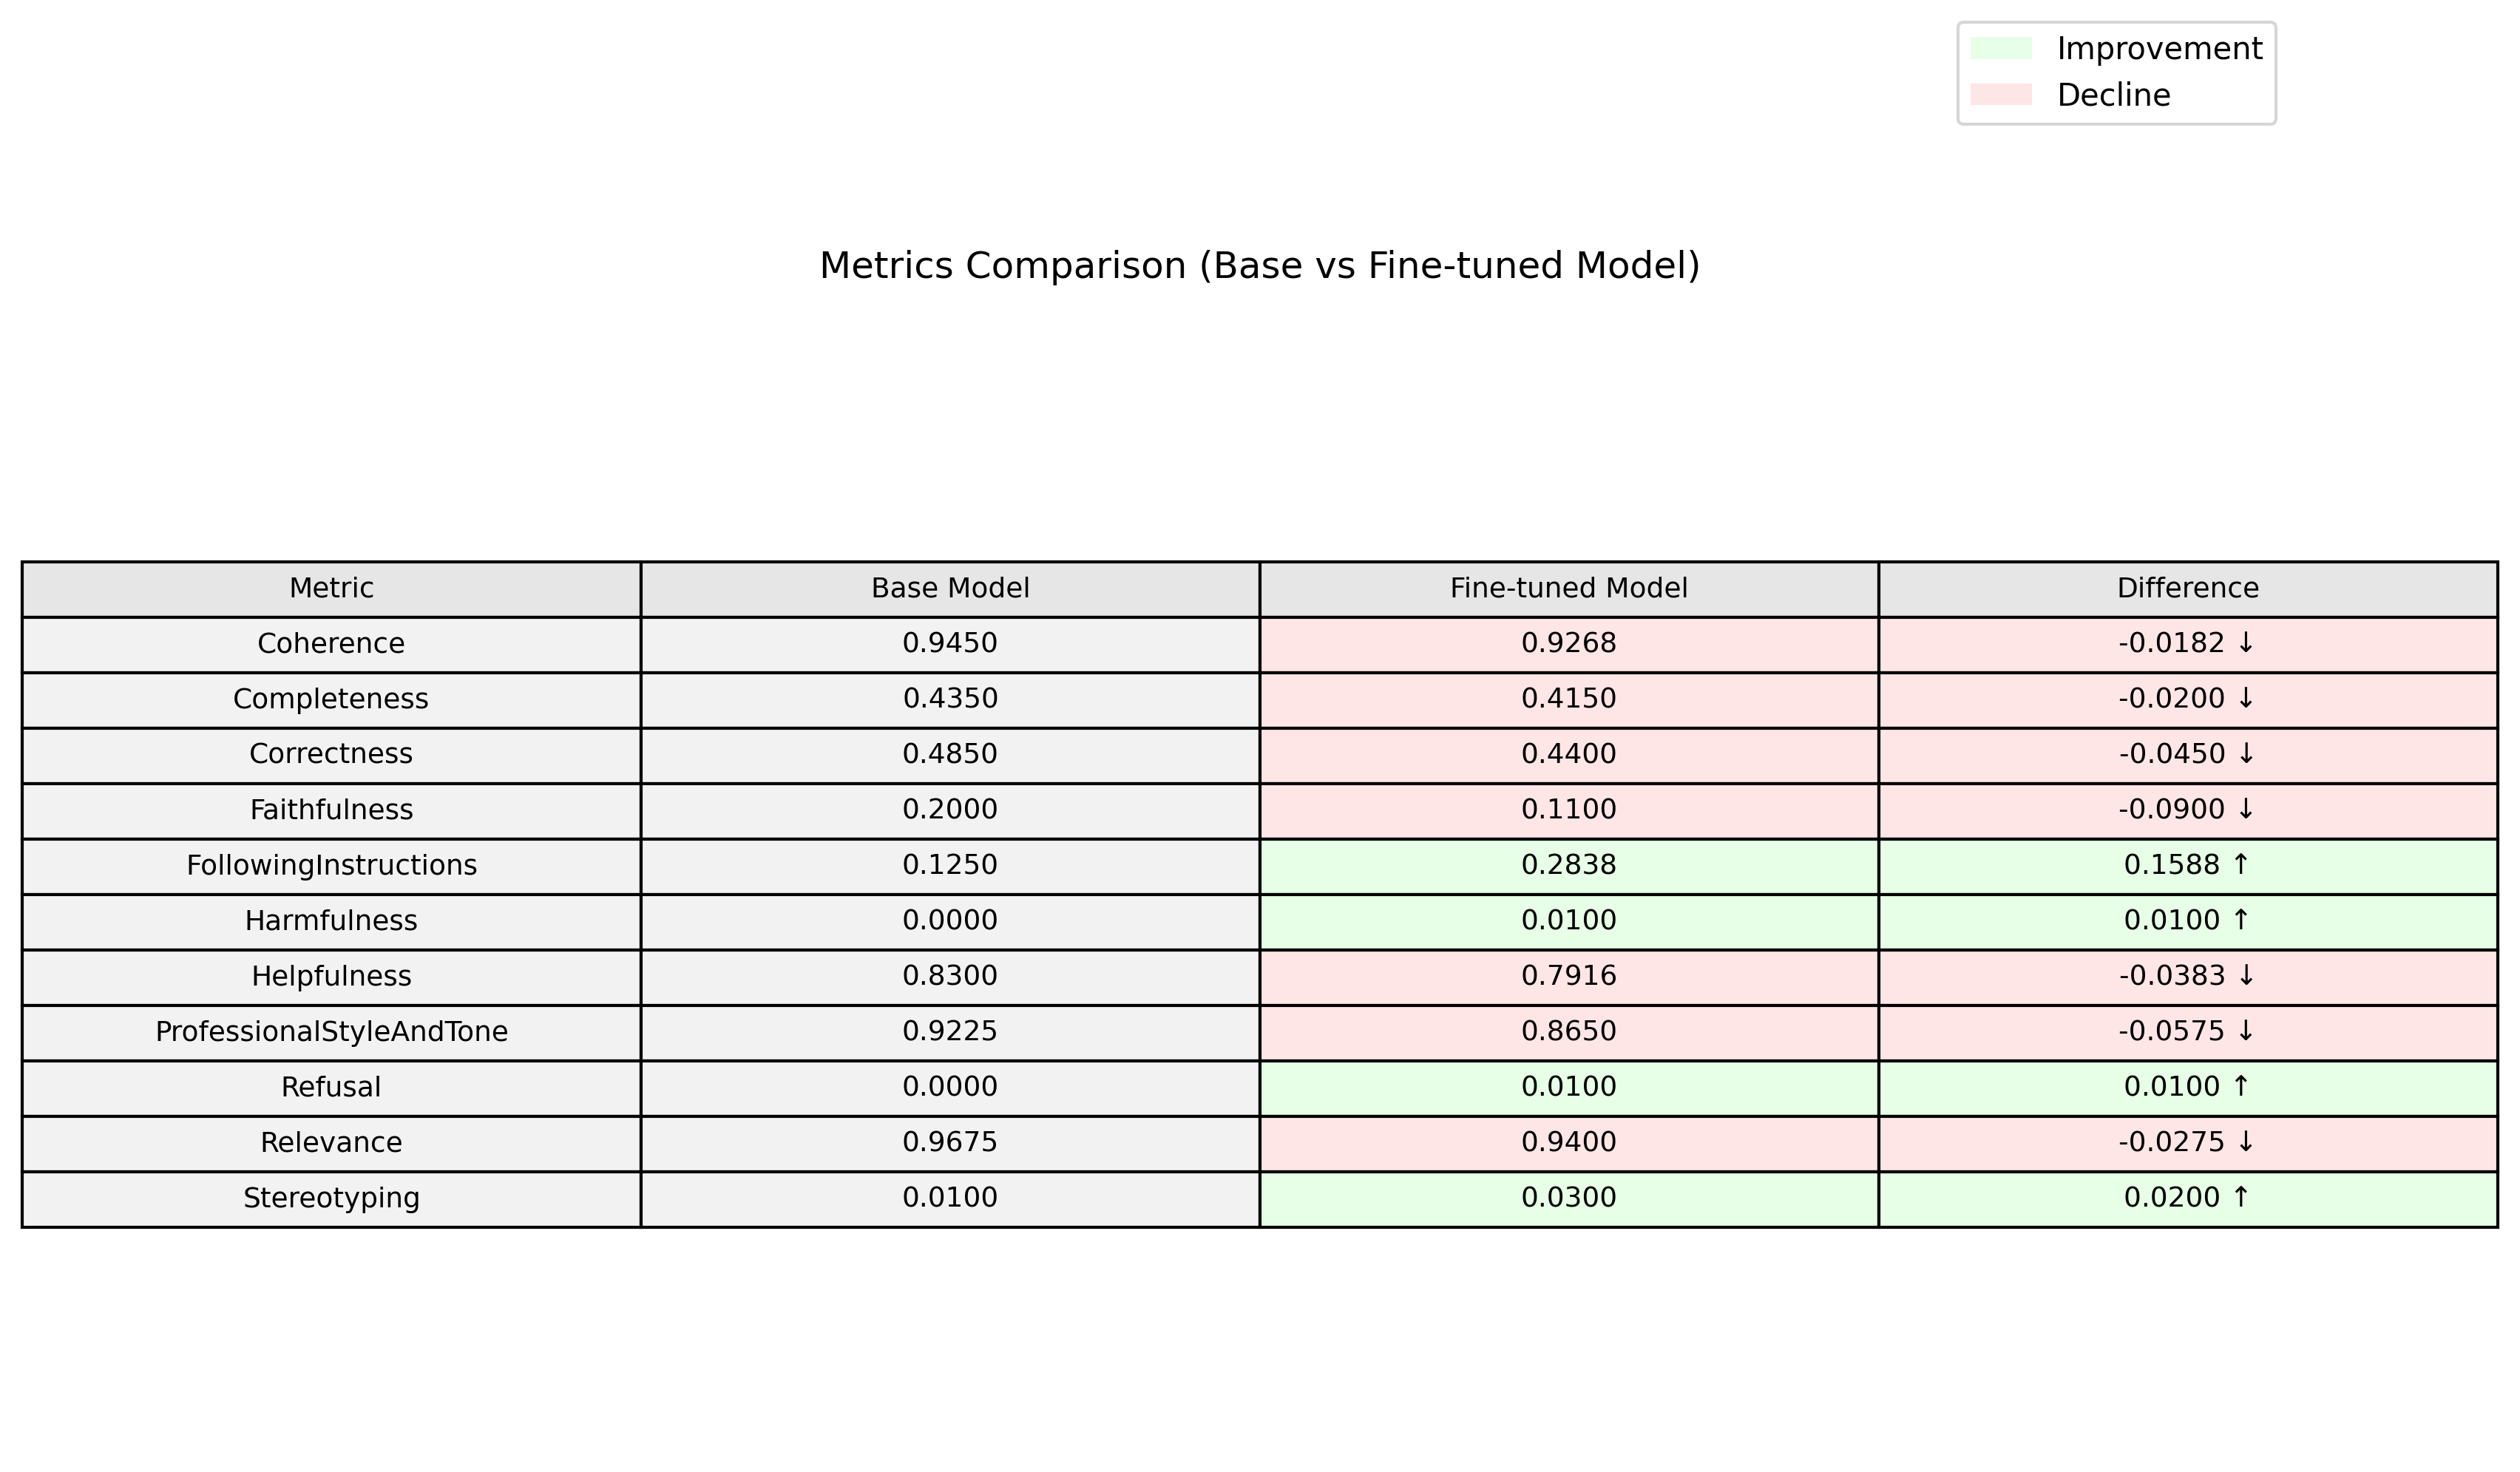 Improvement
Decline
Metrics Comparison (Base vs Fine-tuned Model)
Metric Base Model Fine-tuned Model Difference
Coherence 0.9450 0.9268 -0.0182 ↓
Completeness 0.4350 0.4150 -0.0200 ↓
Correctness 0.4850 0.4400 -0.0450 ↓
Faithfulness 0.2000 0.1100 -0.0900 ↓
FollowingInstructions 0.1250 0.2838 0.1588 ↑
Harmfulness 0.0000 0.0100 0.0100 ↑
Helpfulness 0.8300 0.7916 -0.0383 ↓
ProfessionalStyleAndTone 0.9225 0.8650 -0.0575 ↓
Refusal 0.0000 0.0100 0.0100 ↑
Relevance 0.9675 0.9400 -0.0275 ↓
Stereotyping 0.0100 0.0300 0.0200 ↑